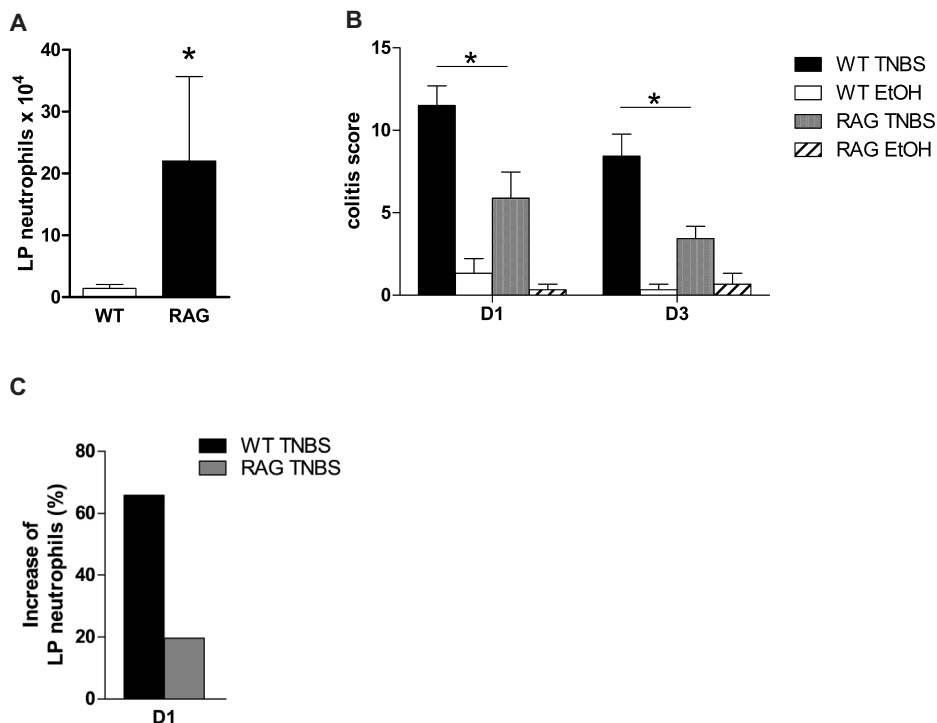 A
LP neutrophils x 10⁴
40
30
20
10
0
*
WT RAG
B
colitis score
15
10
5
0
*
*
D1 D3
WT TNBS
WT EtOH
RAG TNBS
RAG EtOH
C
Increase of
LP neutrophils (%)
80
60
40
20
0
D1
WT TNBS
RAG TNBS